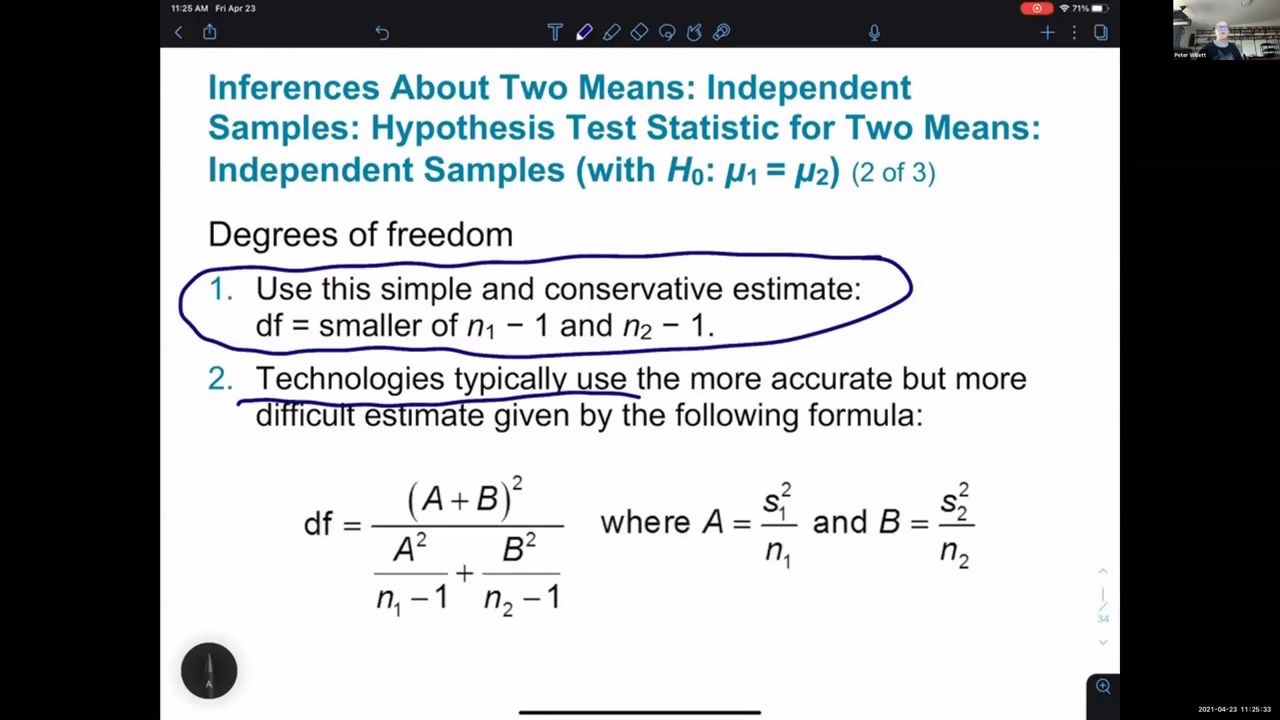 11:25 AM Fri Apr 23
71%
Peter Willett
Inferences About Two Means: Independent
Samples: Hypothesis Test Statistic for Two Means:
Independent Samples (with H₀: μ₁ = μ₂) (2 of 3)
Degrees of freedom
1. Use this simple and conservative estimate:
df = smaller of n₁ − 1 and n₂ − 1.
2. Technologies typically use the more accurate but more
difficult estimate given by the following formula:
df = (A + B)² / (A² / (n₁ − 1) + B² / (n₂ − 1)) where A = s₁² / n₁ and B = s₂² / n₂
1
/
34
A
2021-04-23 11:25:33